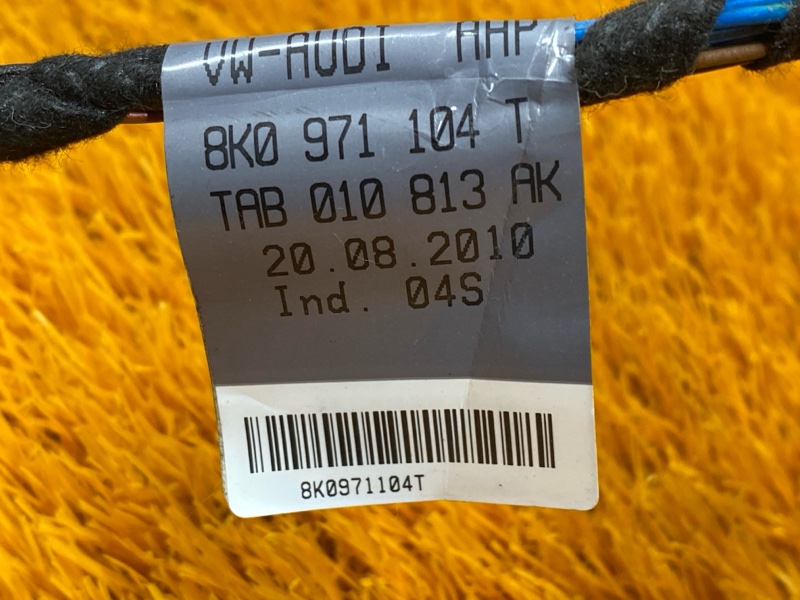 VW-AUDI AHP
8K0 971 104 T
TAB 010 813 AK
20.08.2010
Ind. 04S
8K0971104T